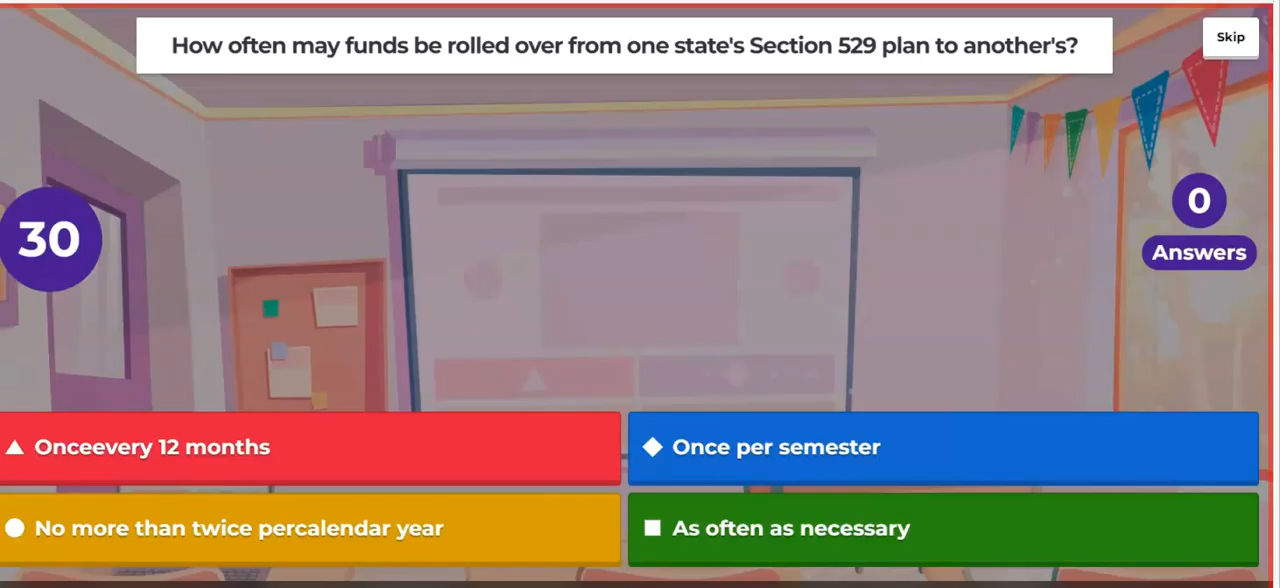 How often may funds be rolled over from one state's Section 529 plan to another's?
Skip
30
0
Answers
Onceevery 12 months
Once per semester
No more than twice percalendar year
As often as necessary